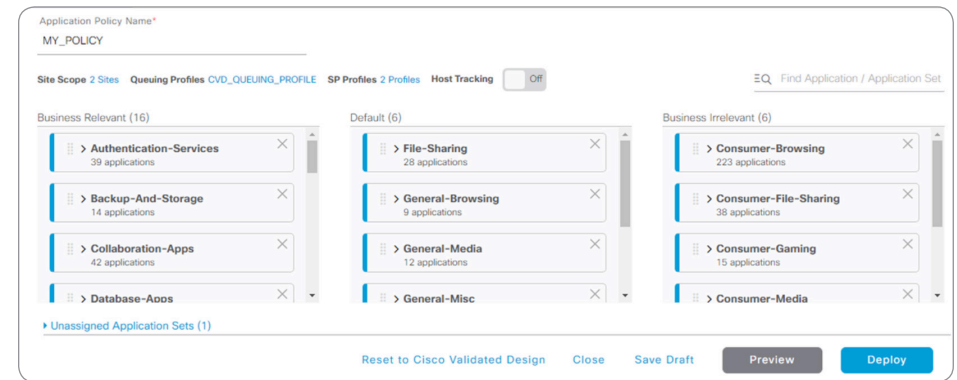 Application Policy Name*
MY_POLICY
Site Scope 2 Sites Queuing Profiles CVD_QUEUING_PROFILE SP Profiles 2 Profiles Host Tracking Off
Find Application / Application Set
Business Relevant (16)
Authentication-Services
39 applications
Backup-And-Storage
14 applications
Collaboration-Apps
42 applications
Database-Apps
Default (6)
File-Sharing
28 applications
General-Browsing
9 applications
General-Media
12 applications
General-Misc
Business Irrelevant (6)
Consumer-Browsing
223 applications
Consumer-File-Sharing
38 applications
Consumer-Gaming
15 applications
Consumer-Media
Unassigned Application Sets (1)
Reset to Cisco Validated Design Close Save Draft Preview Deploy